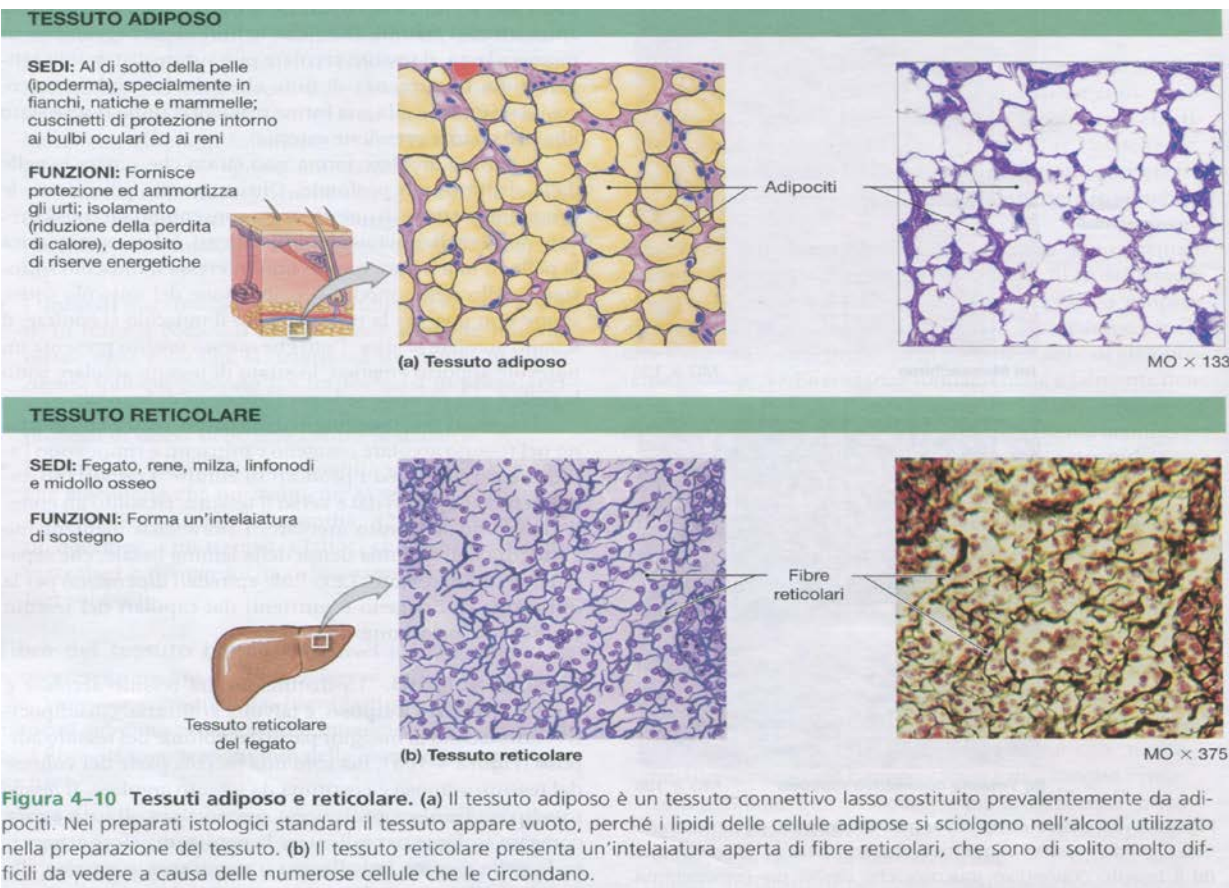 TESSUTO ADIPOSO
SEDI: Al di sotto della pelle
(ipoderma), specialmente in
fianchi, natiche e mammelle;
cuscinetti di protezione intorno
ai bulbi oculari ed ai reni
FUNZIONI: Fornisce
protezione ed ammortizza
gli urti; isolamento
(riduzione della perdita
di calore), deposito
di riserve energetiche
Adipociti
(a) Tessuto adiposo
MO × 133
TESSUTO RETICOLARE
SEDI: Fegato, rene, milza, linfonodi
e midollo osseo
FUNZIONI: Forma un'intelaiatura
di sostegno
Fibre
reticolari
Tessuto reticolare
del fegato
(b) Tessuto reticolare
MO × 375
Figura 4–10 Tessuti adiposo e reticolare. (a) Il tessuto adiposo è un tessuto connettivo lasso costituito prevalentemente da adi-
pociti. Nei preparati istologici standard il tessuto appare vuoto, perché i lipidi delle cellule adipose si sciolgono nell'alcool utilizzato
nella preparazione del tessuto. (b) Il tessuto reticolare presenta un'intelaiatura aperta di fibre reticolari, che sono di solito molto dif-
ficili da vedere a causa delle numerose cellule che le circondano.